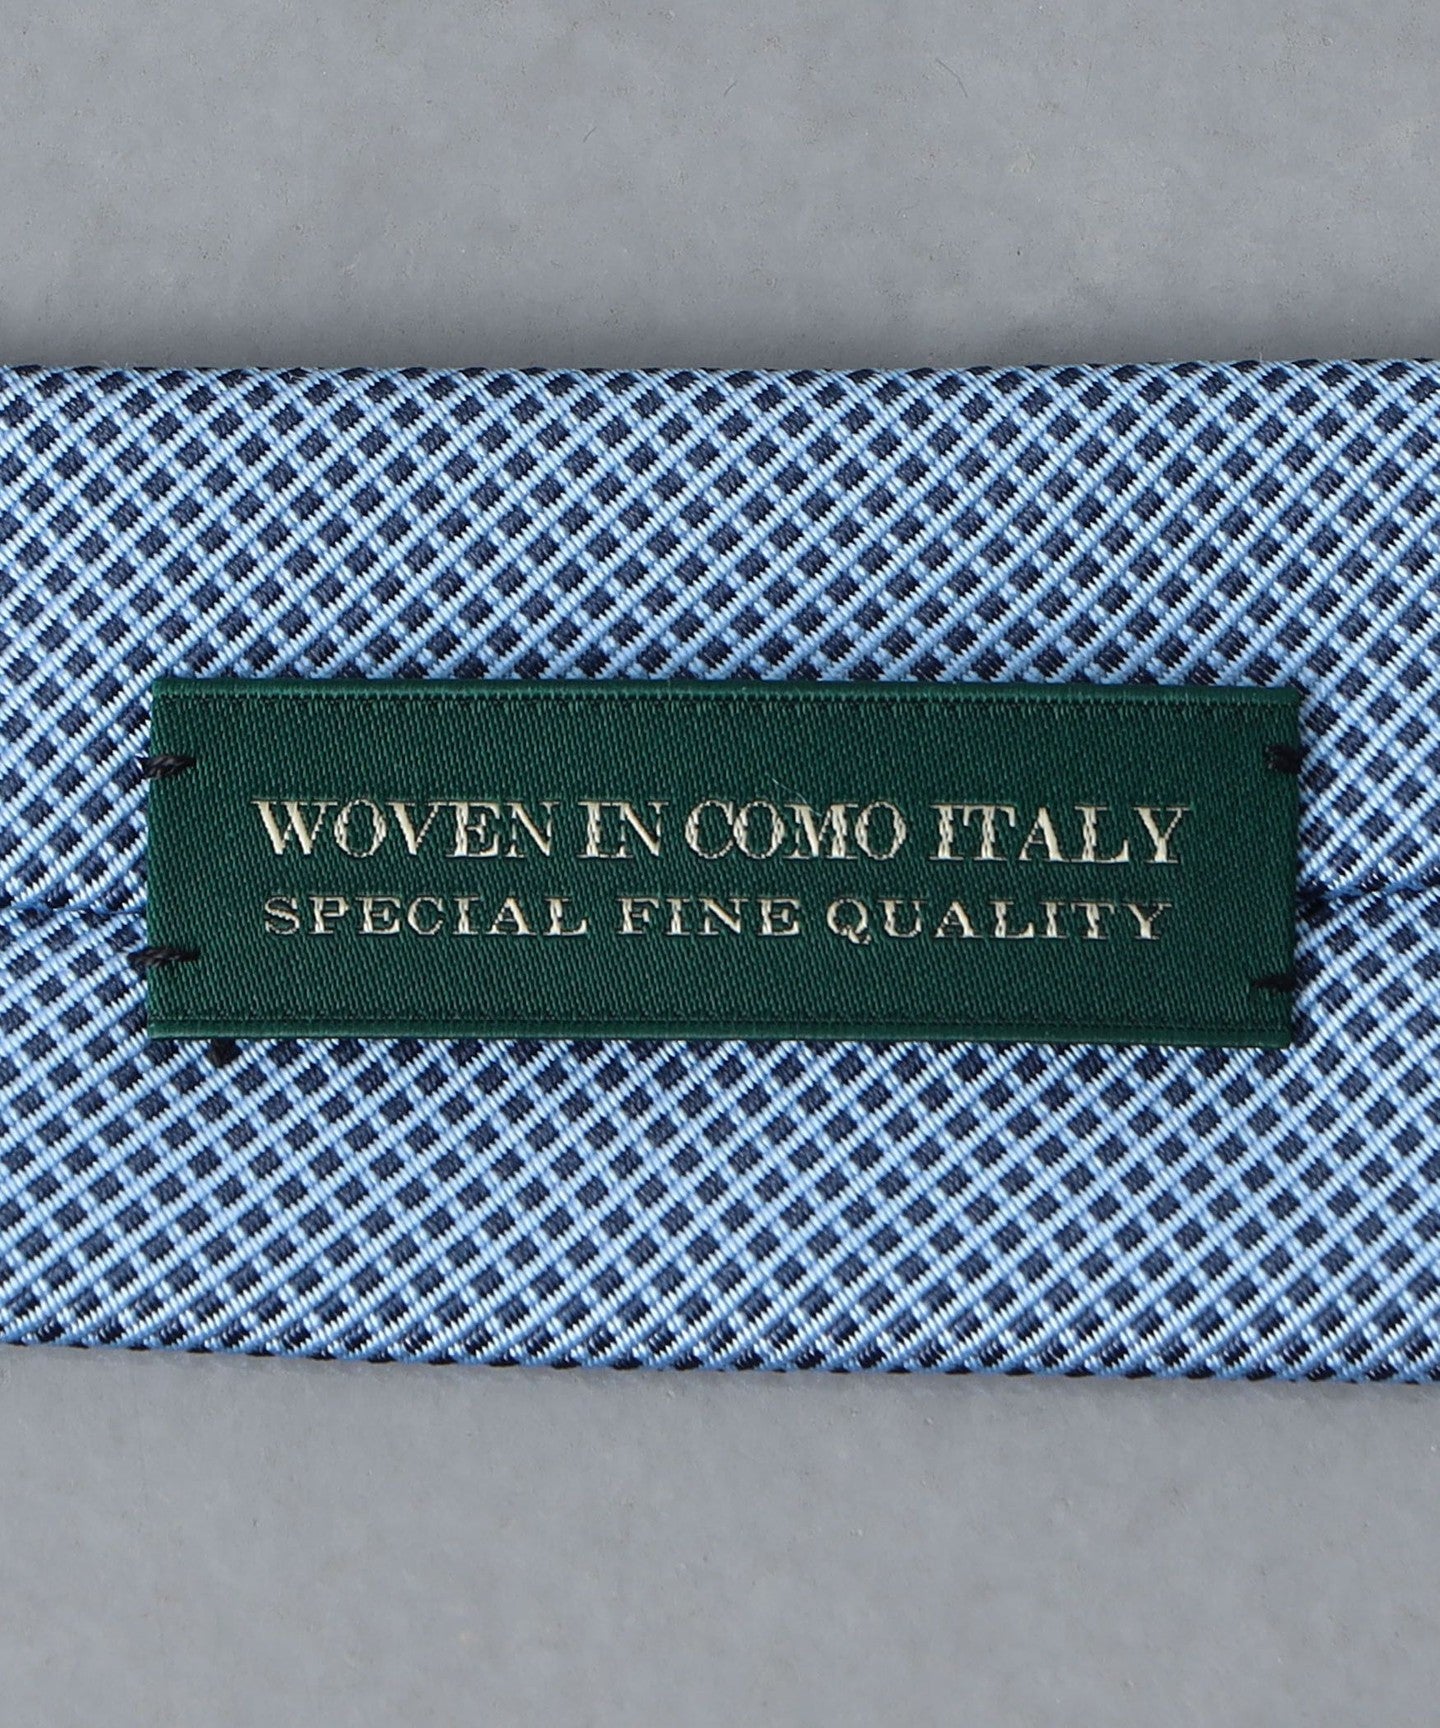 WOVEN IN COMO ITALY
SPECIAL FINE QUALITY